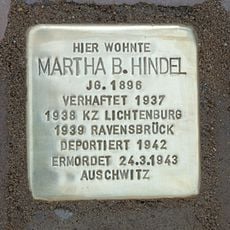 HIER WOHNTE
MARTHA B. HINDEL
JG. 1896
VERHAFTET 1937
1938 KZ LICHTENBURG
1939 RAVENSBRÜCK
DEPORTIERT 1942
ERMORDET 24.3.1943
AUSCHWITZ